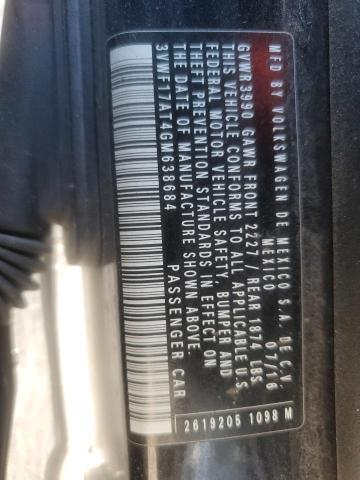 MFD BY VOLKSWAGEN DE MEXICO S.A. DE C.V
MEXICO 07/16
GVWR 3990 GAWR FRONT 2227/ REAR 1874 LBS
THIS VEHICLE CONFORMS TO ALL APPLICABLE U.S.
FEDERAL MOTOR VEHICLE SAFETY, BUMPER AND
THEFT PREVENTION STANDARDS IN EFFECT ON
THE DATE OF MANUFACTURE SHOWN ABOVE.
3VWF17AT4GM638684 PASSENGER CAR
2619205 1098 M